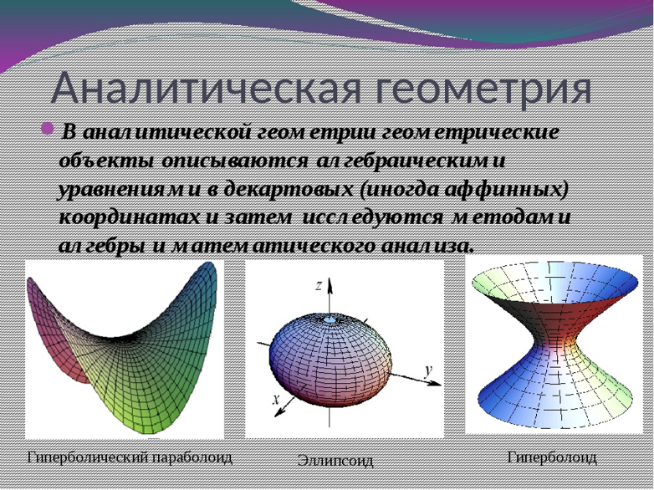 Аналитическая геометрия
В аналитической геометрии геометрические
объекты описываются алгебраическими
уравнениями в декартовых (иногда аффинных)
координатах и затем исследуются методами
алгебры и математического анализа.
z
y
x
Гиперболический параболоид
Эллипсоид
Гиперболоид